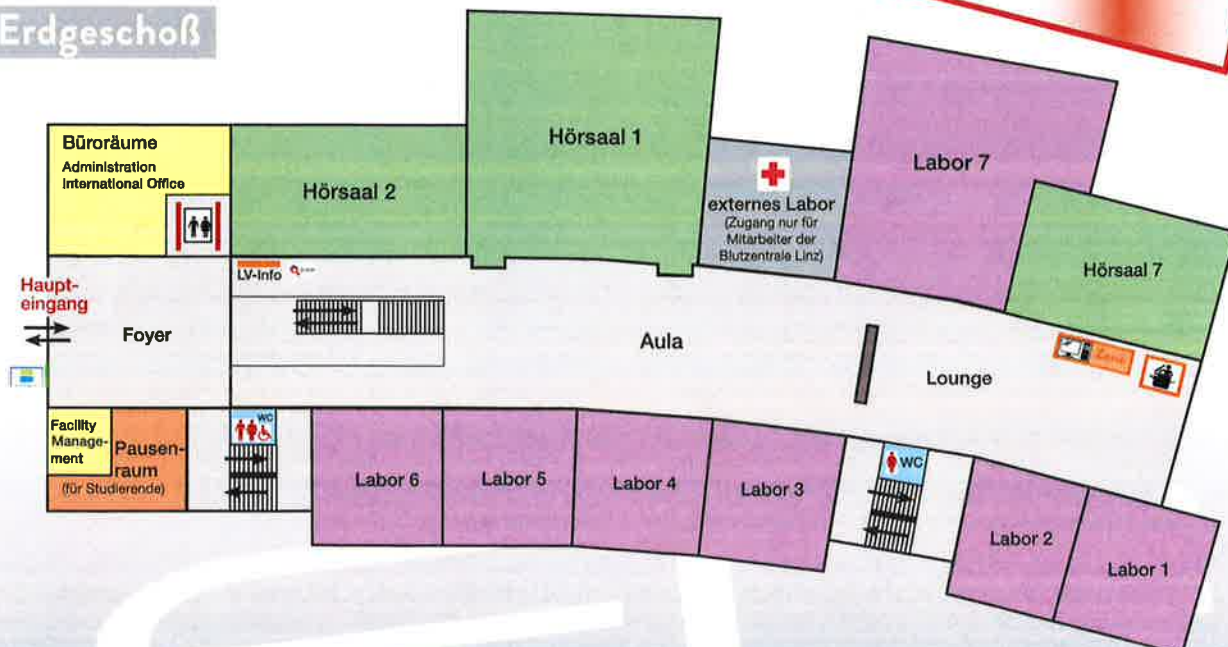 Erdgeschoß
Büroräume
Administration
International Office
Hörsaal 2
Hörsaal 1
externes Labor
(Zugang nur für
Mitarbeiter der
Blutzentrale Linz)
Labor 7
Hörsaal 7
Haupt-
eingang
Foyer
LV-Info
Aula
Lounge
Facility
Manage-
ment
Pausen-
raum
(für Studierende)
WC
Labor 6
Labor 5
Labor 4
Labor 3
WC
Labor 2
Labor 1